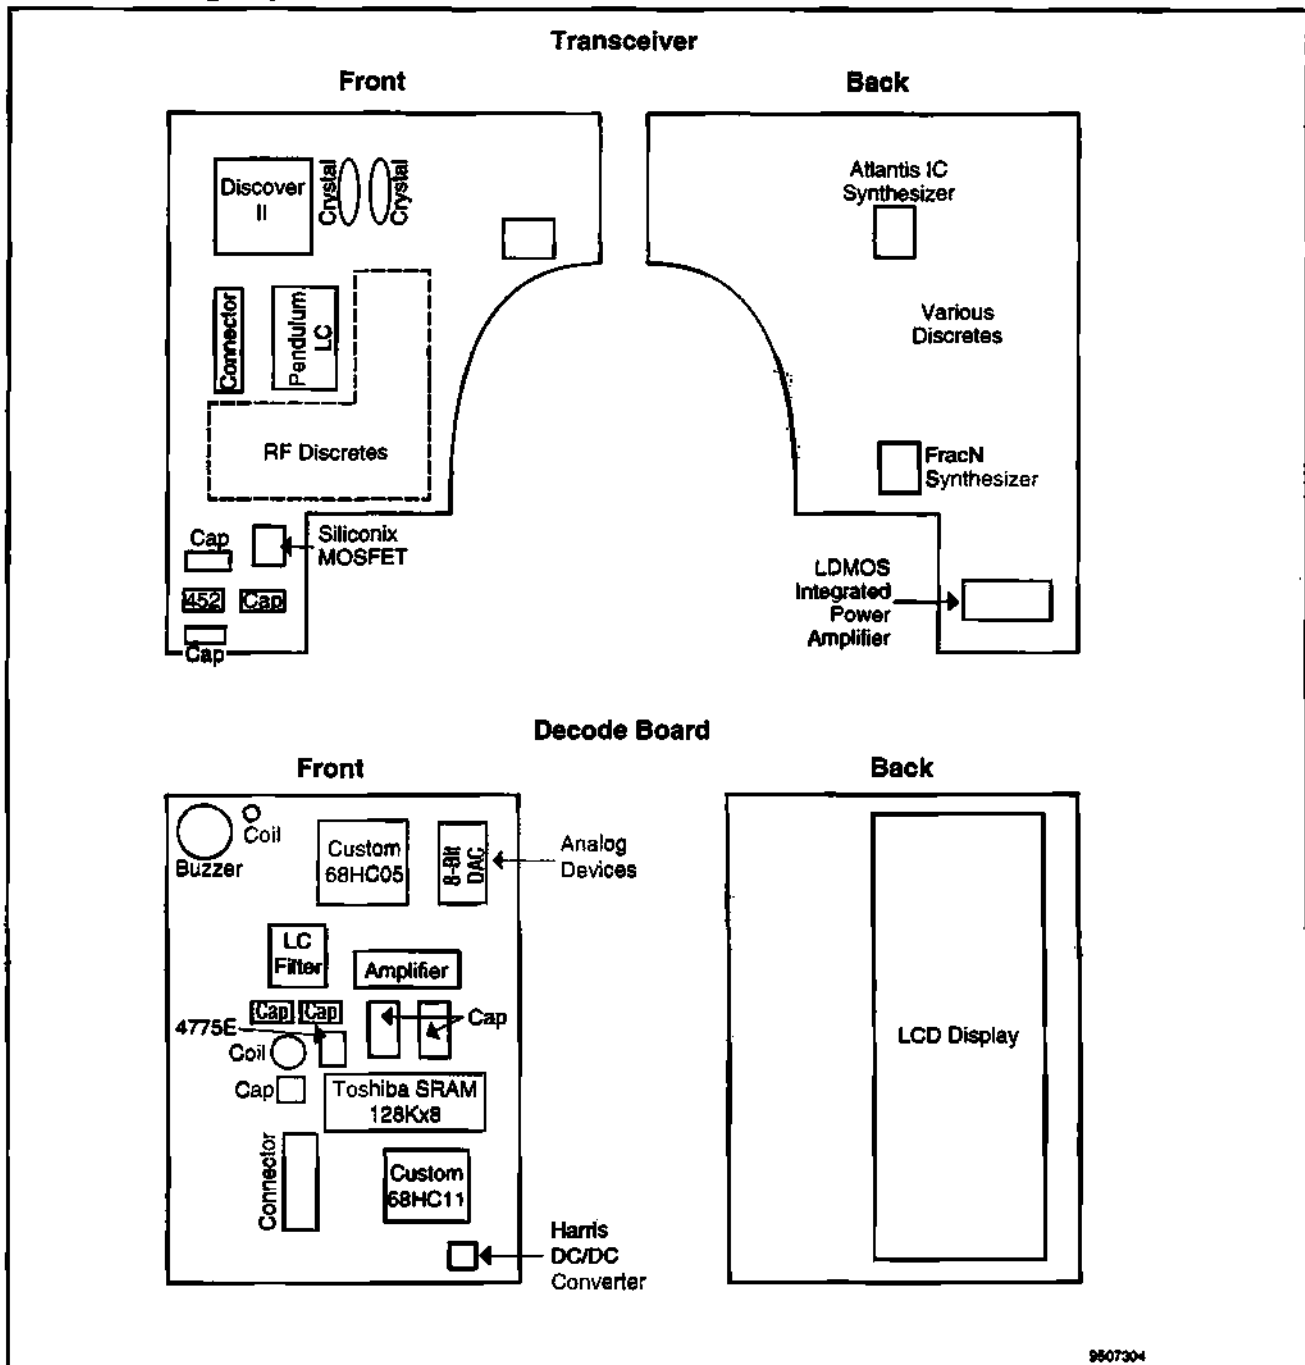 Transceiver
Front
Back
Discover
II
Crystal
Crystal
Connector
Pendulum
LC
RF Discretes
Cap
Siliconix
MOSFET
452
Cap
Cap
Atlantis IC
Synthesizer
Various
Discretes
FracN
Synthesizer
LDMOS
Integrated
Power
Amplifier
Decode Board
Front
Back
Buzzer
Coil
Custom
68HC05
8-Bit
DAC
Analog
Devices
LC
Filter
Amplifier
Cap
Cap
Cap
4775E
Coil
Cap
Toshiba SRAM
128Kx8
Connector
Custom
68HC11
Harris
DC/DC
Converter
LCD Display
9507304